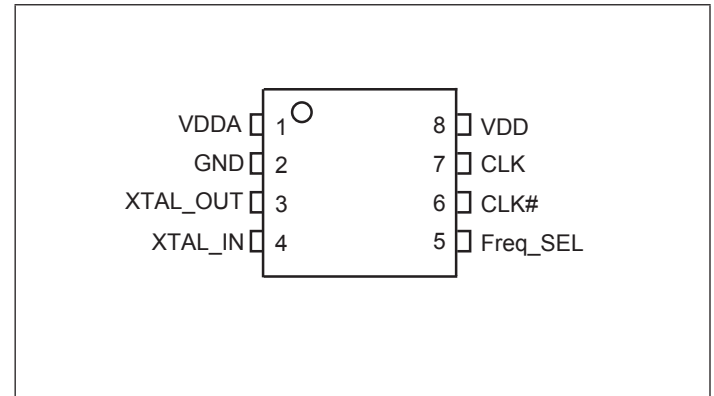 VDDA 1 8 VDD
GND 2 7 CLK
XTAL_OUT 3 6 CLK#
XTAL_IN 4 5 Freq_SEL